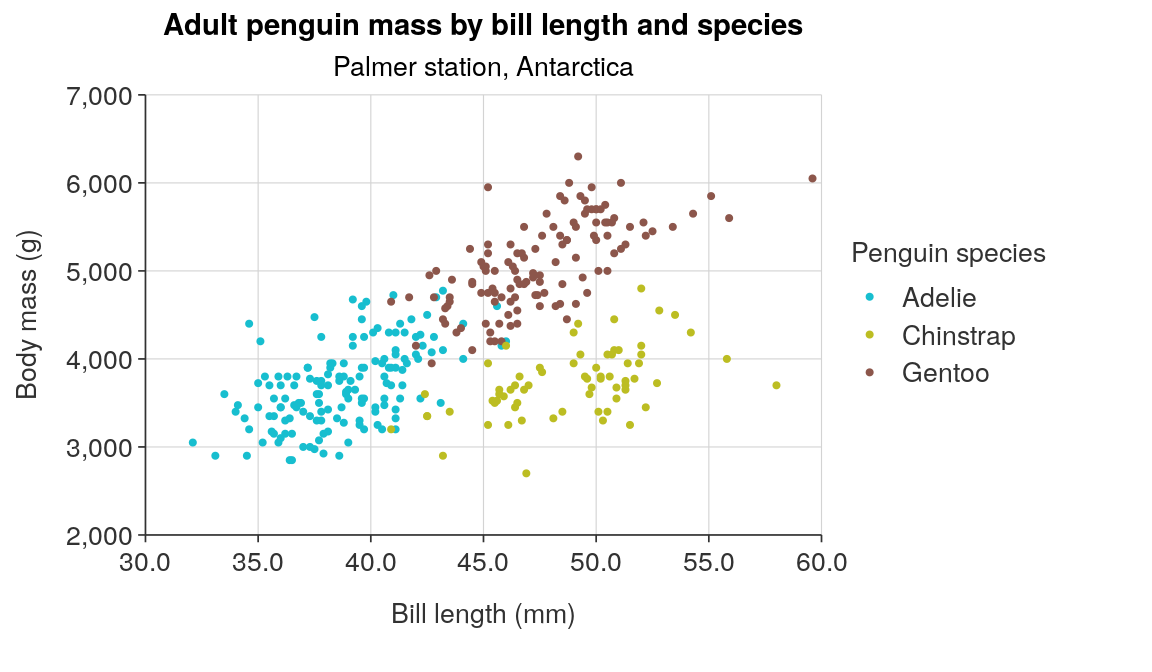 Adult penguin mass by bill length and species
Palmer station, Antarctica
7,000
6,000
5,000
4,000
3,000
2,000
Body mass (g)
30.0 35.0 40.0 45.0 50.0 55.0 60.0
Bill length (mm)
Penguin species
Adelie
Chinstrap
Gentoo